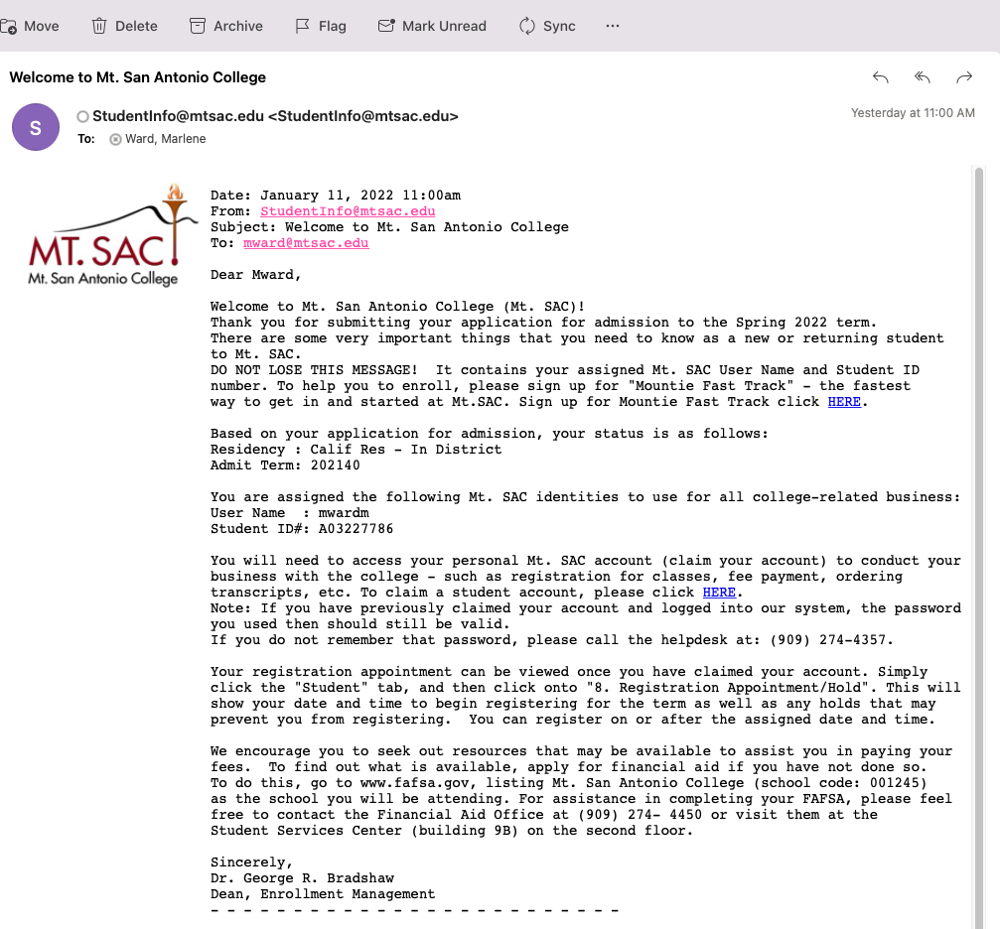 Move Delete Archive Flag Mark Unread Sync ...
Welcome to Mt. San Antonio College
S
StudentInfo@mtsac.edu <StudentInfo@mtsac.edu>
Yesterday at 11:00 AM
To: Ward, Marlene
MT. SAC
Mt. San Antonio College
Date: January 11, 2022 11:00am
From: StudentInfo@mtsac.edu
Subject: Welcome to Mt. San Antonio College
To: mward@mtsac.edu
Dear Mward,
Welcome to Mt. San Antonio College (Mt. SAC)!
Thank you for submitting your application for admission to the Spring 2022 term.
There are some very important things that you need to know as a new or returning student
to Mt. SAC.
DO NOT LOSE THIS MESSAGE!  It contains your assigned Mt. SAC User Name and Student ID
number. To help you to enroll, please sign up for "Mountie Fast Track" - the fastest
way to get in and started at Mt.SAC. Sign up for Mountie Fast Track click HERE.
Based on your application for admission, your status is as follows:
Residency : Calif Res - In District
Admit Term: 202140
You are assigned the following Mt. SAC identities to use for all college-related business:
User Name  : mwardm
Student ID#: A03227786
You will need to access your personal Mt. SAC account (claim your account) to conduct your
business with the college - such as registration for classes, fee payment, ordering
transcripts, etc. To claim a student account, please click HERE.
Note: If you have previously claimed your account and logged into our system, the password
you used then should still be valid.
If you do not remember that password, please call the helpdesk at: (909) 274-4357.
Your registration appointment can be viewed once you have claimed your account. Simply
click the "Student" tab, and then click onto "8. Registration Appointment/Hold". This will
show your date and time to begin registering for the term as well as any holds that may
prevent you from registering.  You can register on or after the assigned date and time.
We encourage you to seek out resources that may be available to assist you in paying your
fees.  To find out what is available, apply for financial aid if you have not done so.
To do this, go to www.fafsa.gov, listing Mt. San Antonio College (school code: 001245)
as the school you will be attending. For assistance in completing your FAFSA, please feel
free to contact the Financial Aid Office at (909) 274- 4450 or visit them at the
Student Services Center (building 9B) on the second floor.
Sincerely,
Dr. George R. Bradshaw
Dean, Enrollment Management
- - - - - - - - - - - - - - - - - - - - - - - - -